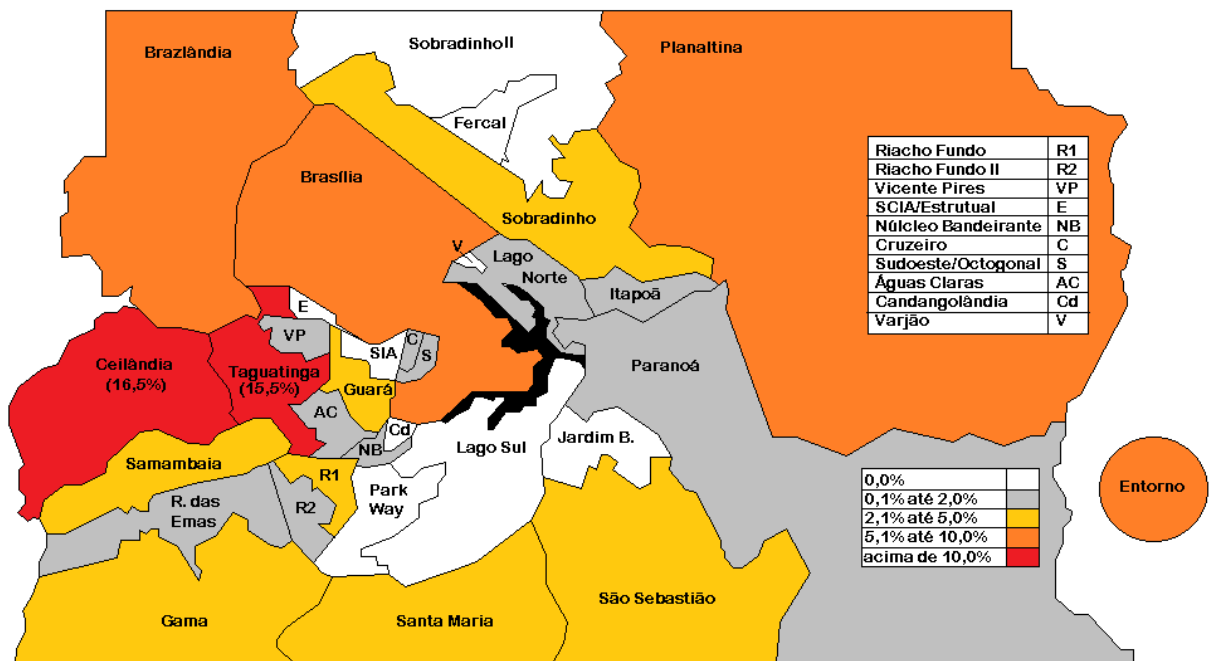 Brazlândia
Sobradinho II
Planaltina
Fercal
Brasília
Sobradinho
Riacho Fundo R1
Riacho Fundo II R2
Vicente Pires VP
SCIA/Estrutual E
Núlcleo Bandeirante NB
Cruzeiro C
Sudoeste/Octogonal S
Águas Claras AC
Candangolândia Cd
Varjão V
V
Lago
Norte
Itapoã
E
VP
SIA
C
S
Ceilândia
(16,5%)
Taguatinga
(15,5%)
Guará
Paranoá
AC
Cd
NB
Lago Sul
Jardim B.
Samambaia
R1
R. das
Emas
R2
Park
Way
0,0%
0,1% até 2,0%
2,1% até 5,0%
5,1% até 10,0%
acima de 10,0%
Entorno
São Sebastião
Gama
Santa Maria